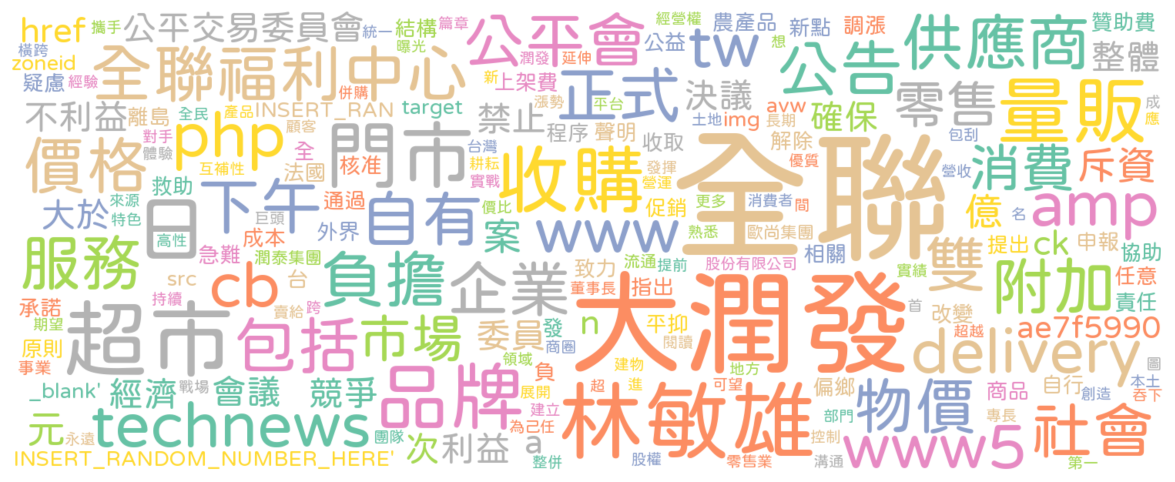 href 攜手 公平交易委員會 統一 結構 篇章 公平會 經營權 農產品 新點 調漲 供應商 贊助費
橫跨 曝光 潤發 延伸 公益 tw 想 公告 整體
zoneid 全聯福利中心 新 上架費 正式
疑慮 經驗 併購 漲勢 平台 決議 零售 量販
不利益 離島 全民 產品 INSERT_RAN target 禁止 土地 img avw 長期 確保 成
php 對手 顧客 門市 程序 聲明 收取 解除 包刮 應
價格 體驗 互補性 全 法國 核准 台灣 耕耘 實戰 收購 發揮 營運 全聯 優質 營收 消費 斥資
救助 通過 價比 促銷 更多 消費者 間 名 億 amp
大於 來源 特色 日 下午 巨頭 外界 自有 案 www 熟悉 歐尚集團 相關 雙 提出 ck 申報 協助
服務 高性 急難 成本 潤泰集團 負擔 企業 致力 流通 提前 股份有限公司 實績 附加 任意
src cb 台 董事長 指出 大潤發 首 改變 責任
承諾 持續 賣給 跨 超市 包括 市場 委員 發 n 平抑 超越 ae7f5990
期望 原則 商圈 閱讀 delivery 圖
事業 領域 負 建物 地方 可望 偏鄉 商品 自行 本土
_blank' 經濟 戰場 會議 競爭 品牌 展開 超 進 林敏雄 物價 創造 吞下
元 永遠 technews 團隊 次 利益 建立 為己任 a 部門 控制 專長 社會
INSERT_RANDOM_NUMBER_HERE' 整併 股權 零售業 溝通 www5 第一